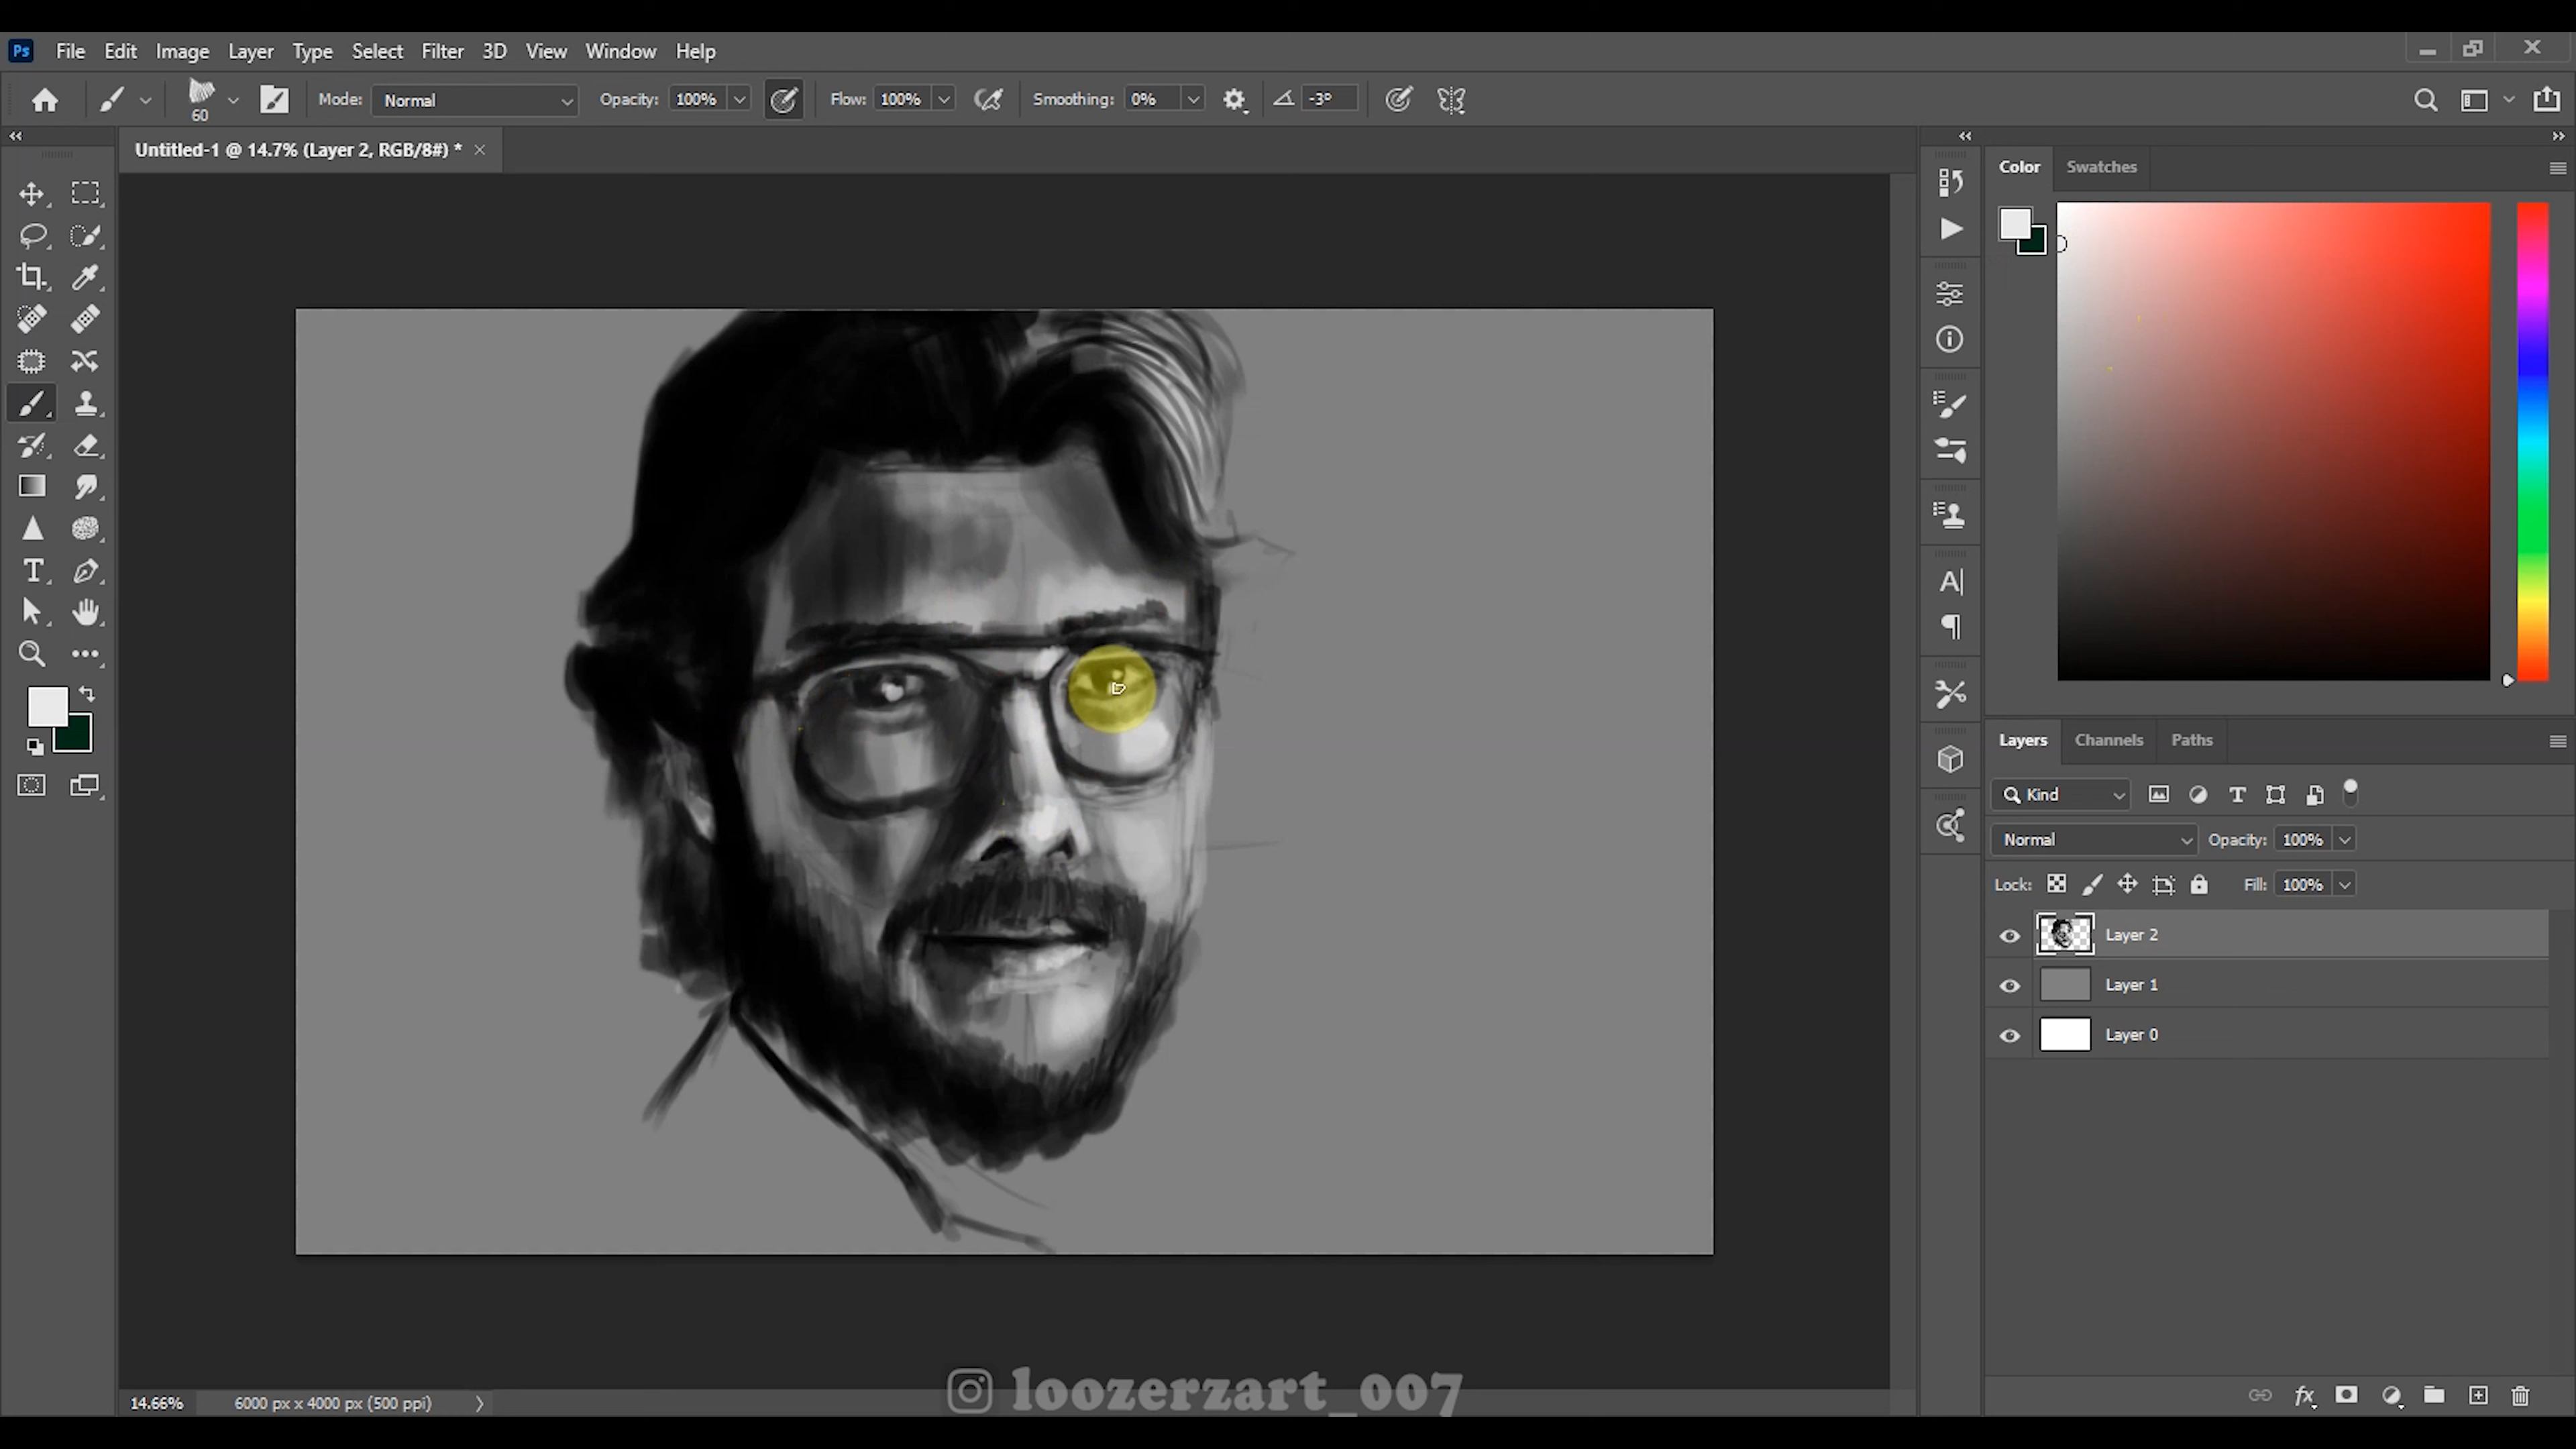 Ps File Edit Image Layer Type Select Filter 3D View Window Help
60 Mode: Normal Opacity: 100% Flow: 100% Smoothing: 0% -3°
Untitled-1 @ 14.7% (Layer 2, RGB/8#) *
Color Swatches
Layers Channels Paths
Kind
Normal Opacity: 100%
Lock: Fill: 100%
Layer 2
Layer 1
Layer 0
14.66% 6000 px x 4000 px (500 ppi)
loozerzart_007